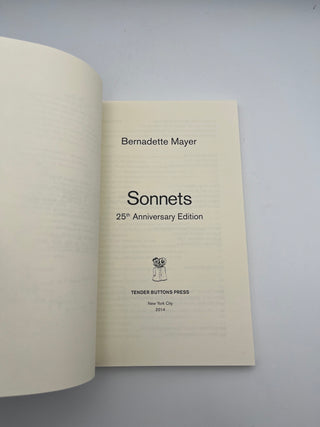 Bernadette Mayer
Sonnets
25th Anniversary Edition
TENDER BUTTONS PRESS
New York City
2014